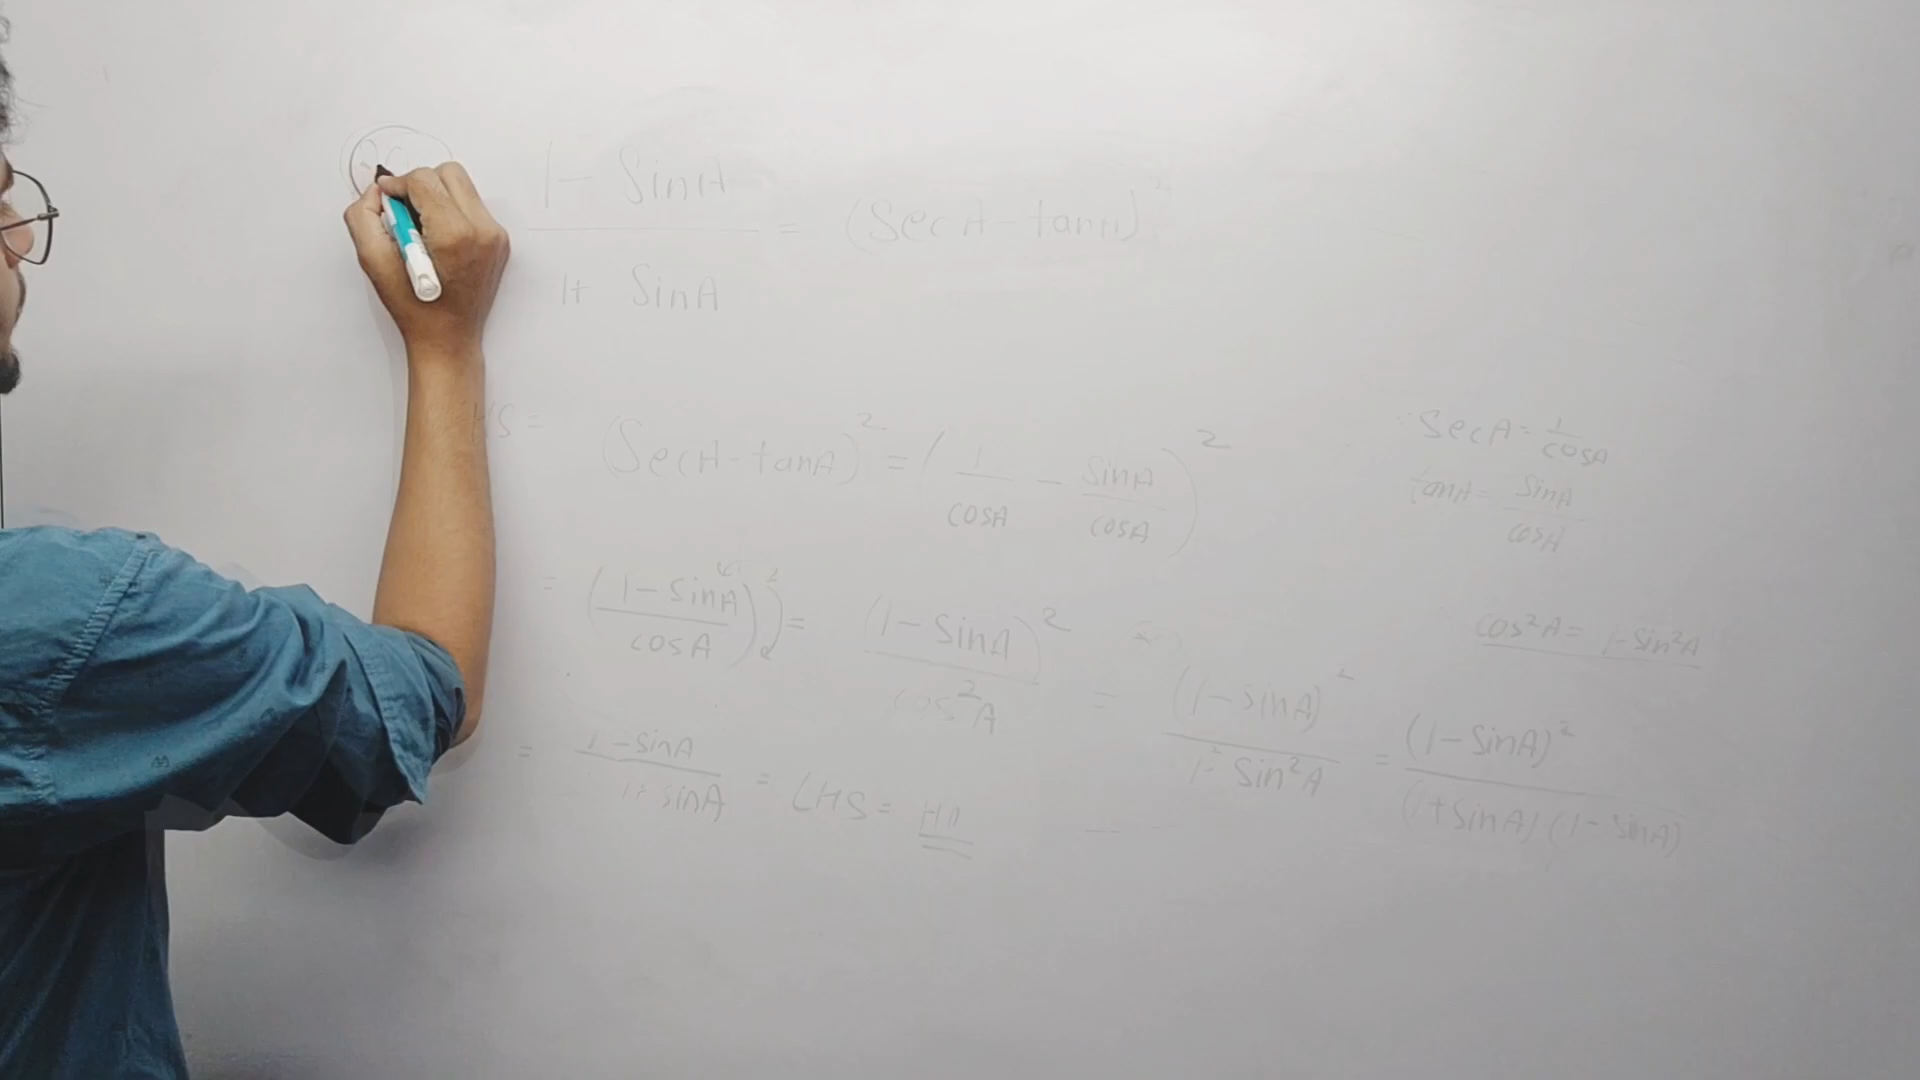 1 - SinA / 1 + SinA = (SecA - tanA)²
HS = (SecA - tanA)² = (1/cosA - SinA/cosA)²
SecA = 1/cosA
tanA = SinA/cosA
= (1 - sinA / cosA)² = (1 - SinA)² / cos²A = (1 - sinA)² / 1 - Sin²A = (1 - SinA)² / (1 + SinA)(1 - SinA)
cos²A = 1 - Sin²A
= 1 - sinA / 1 + sinA = LHS =